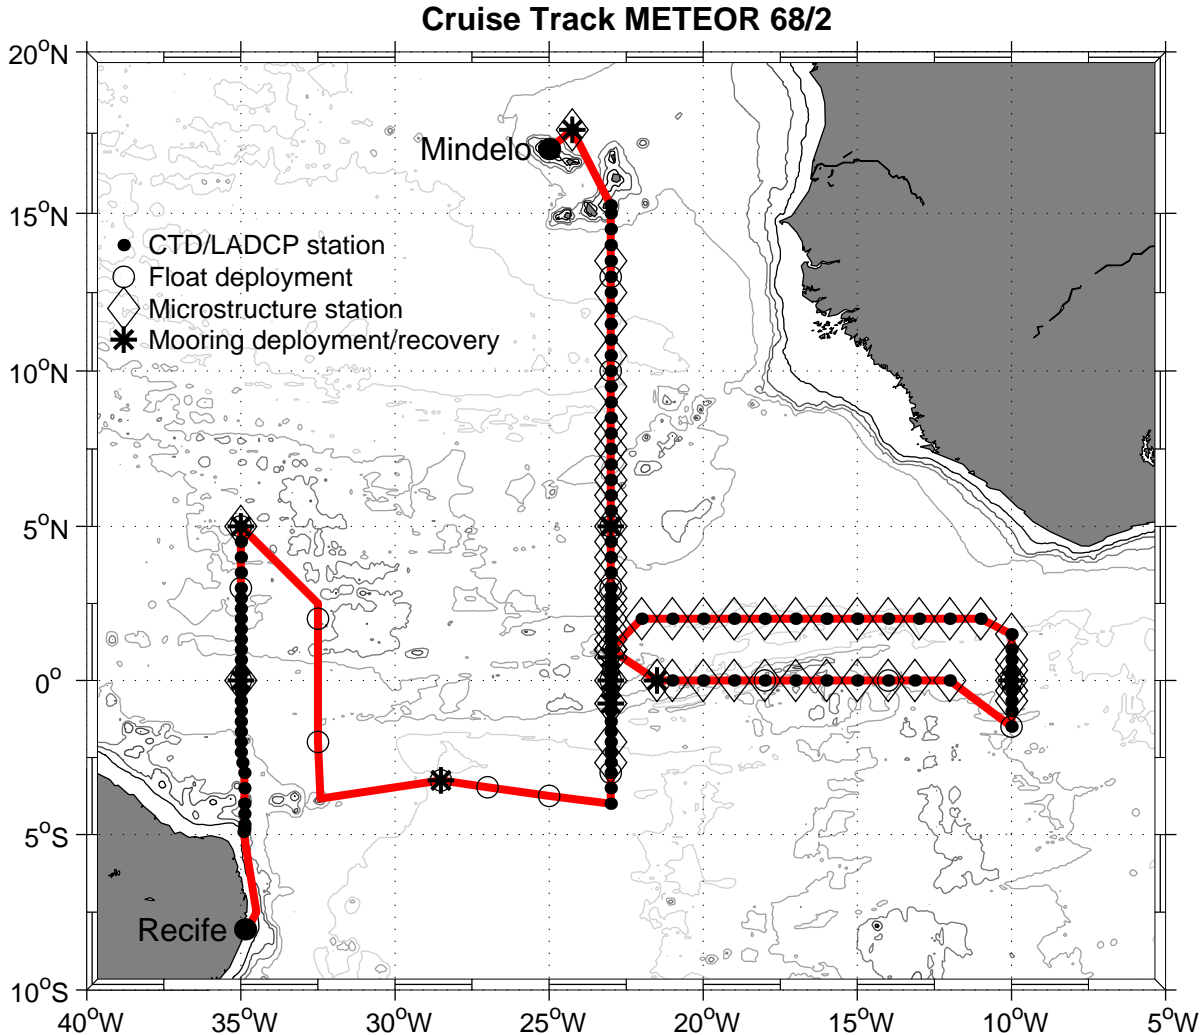 Cruise Track METEOR 68/2
20°N
Mindelo
15°N
CTD/LADCP station
Float deployment
Microstructure station
Mooring deployment/recovery
10°N
5°N
0°
5°S
Recife
10°S
40°W 35°W 30°W 25°W 20°W 15°W 10°W 5°W